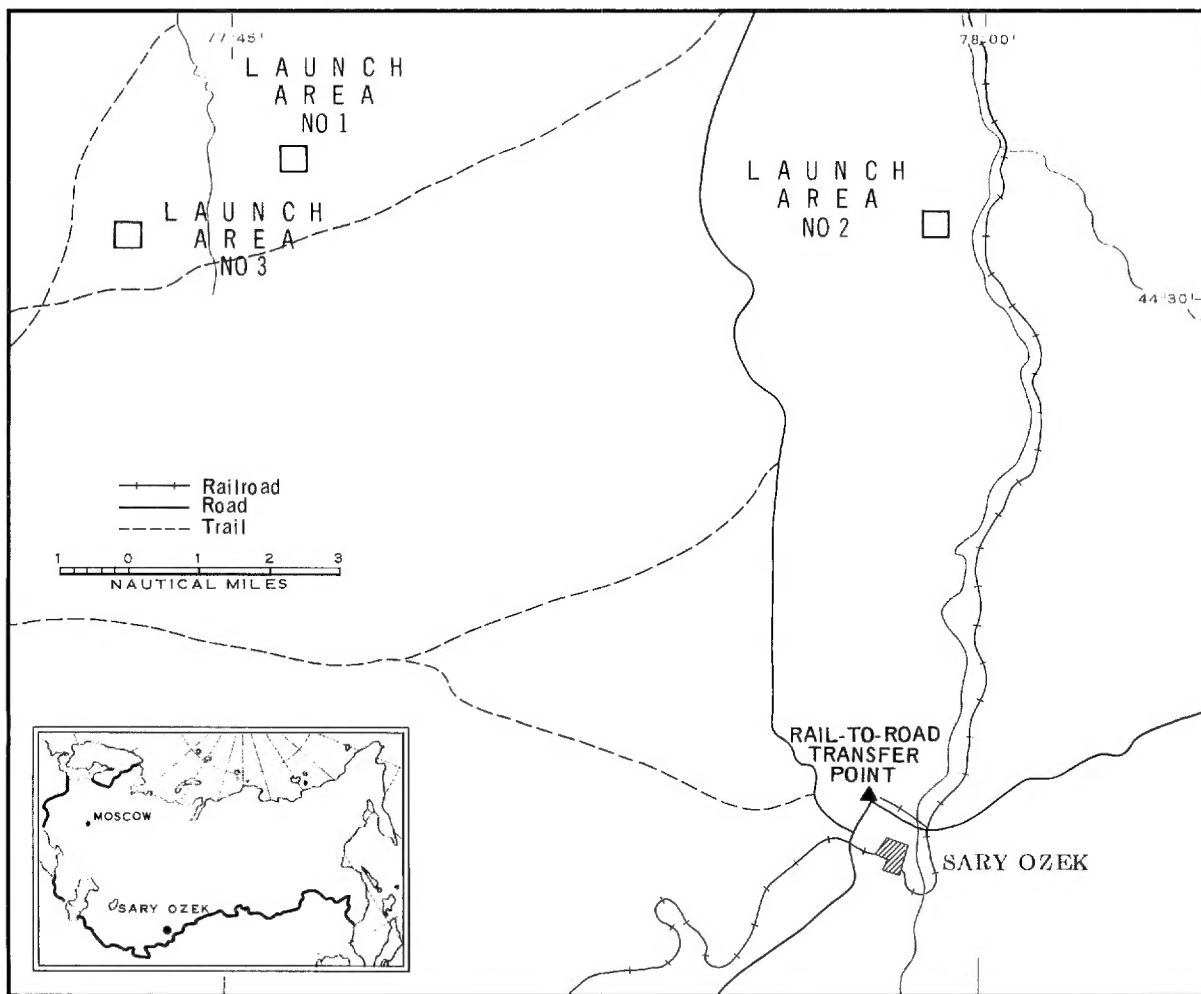 77°45'
78°00'
LAUNCH
AREA
NO 1
LAUNCH
AREA
NO 2
LAUNCH
AREA
NO 3
44°30'
Railroad
Road
Trail
1 0 1 2 3
NAUTICAL MILES
RAIL-TO-ROAD
TRANSFER
POINT
SARY OZEK
MOSCOW
SARY OZEK